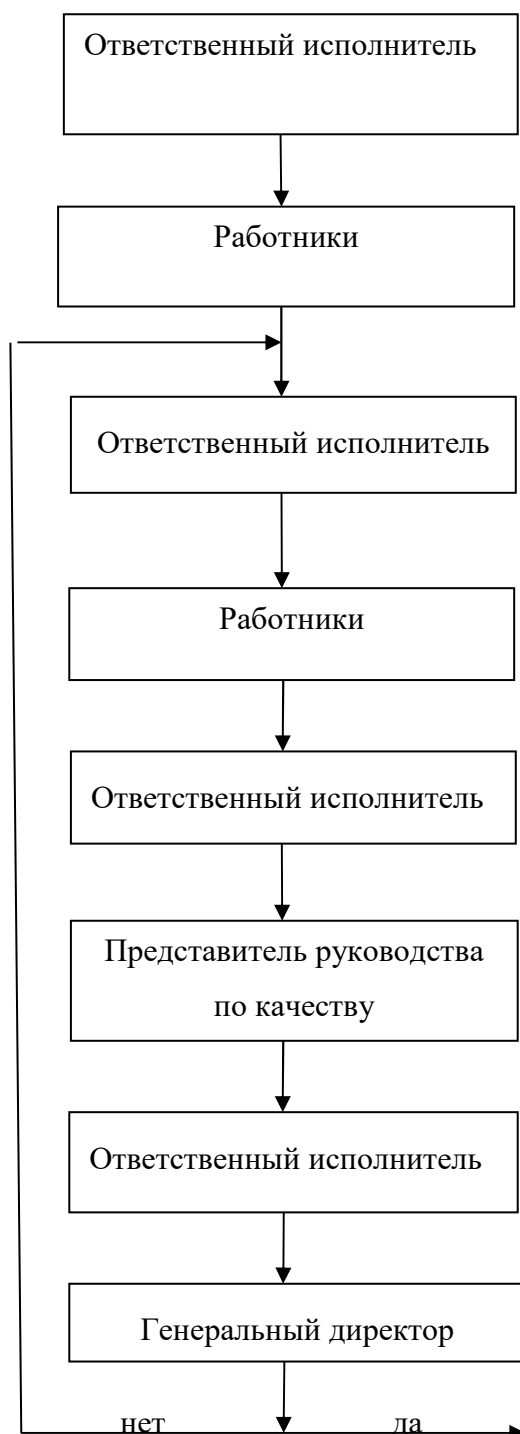 Ответственный исполнитель
Работники
Ответственный исполнитель
Работники
Ответственный исполнитель
Представитель руководства
по качеству
Ответственный исполнитель
Генеральный директор
нет да